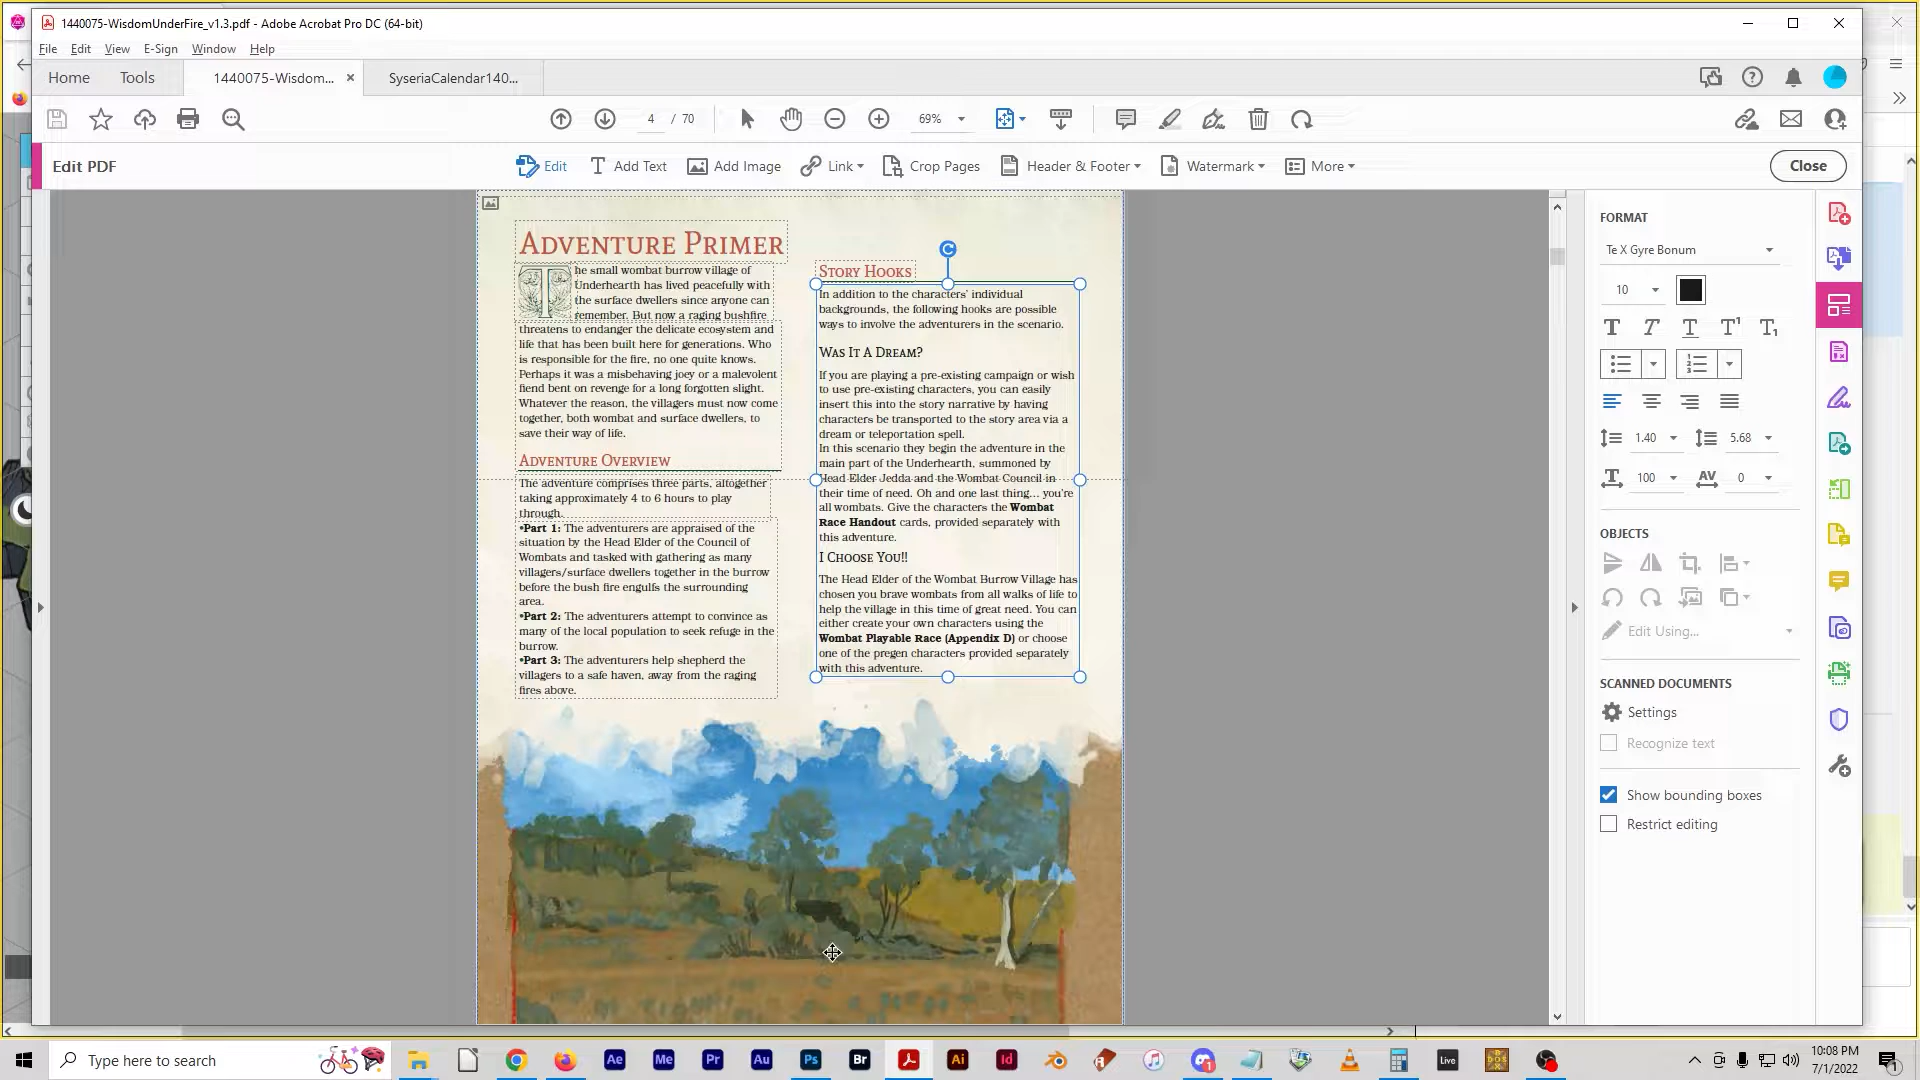 1440075-WisdomUnderFire_v1.3.pdf - Adobe Acrobat Pro DC (64-bit)
File Edit View E-Sign Window Help
Home Tools 1440075-Wisdom... SyseriaCalendar140...
4 / 70 69%
Edit PDF Edit Add Text Add Image Link Crop Pages Header & Footer Watermark More Close
Adventure Primer
The small wombat burrow village of
Underhearth has lived peacefully with
the surface dwellers since anyone can
remember. But now a raging bushfire
threatens to endanger the delicate ecosystem and
life that has been built here for generations. Who
is responsible for the fire, no one quite knows.
Perhaps it was a misbehaving joey or a malevolent
fiend bent on revenge for a long forgotten slight.
Whatever the reason, the villagers must now come
together, both wombat and surface dwellers, to
save their way of life.
Adventure Overview
The adventure comprises three parts, altogether
taking approximately 4 to 6 hours to play
through.
•Part 1: The adventurers are appraised of the
situation by the Head Elder of the Council of
Wombats and tasked with gathering as many
villagers/surface dwellers together in the burrow
before the bush fire engulfs the surrounding
area.
•Part 2: The adventurers attempt to convince as
many of the local population to seek refuge in the
burrow.
•Part 3: The adventurers help shepherd the
villagers to a safe haven, away from the raging
fires above.
Story Hooks
In addition to the characters' individual
backgrounds, the following hooks are possible
ways to involve the adventurers in the scenario.
Was It A Dream?
If you are playing a pre-existing campaign or wish
to use pre-existing characters, you can easily
insert this into the story narrative by having
characters be transported to the story area via a
dream or teleportation spell.
In this scenario they begin the adventure in the
main part of the Underhearth, summoned by
Head Elder Jedda and the Wombat Council in
their time of need. Oh and one last thing... you're
all wombats. Give the characters the Wombat
Race Handout cards, provided separately with
this adventure.
I Choose You!!
The Head Elder of the Wombat Burrow Village has
chosen you brave wombats from all walks of life to
help the village in this time of great need. You can
either create your own characters using the
Wombat Playable Race (Appendix D) or choose
one of the pregen characters provided separately
with this adventure.
FORMAT
Te X Gyre Bonum
10
T T T T¹ T₁
1.40 5.68
100 AV 0
OBJECTS
Edit Using...
SCANNED DOCUMENTS
Settings
Recognize text
Show bounding boxes
Restrict editing
Type here to search
Ae Me Pr Au Ps Br Ai Id Live
10:08 PM
7/1/2022